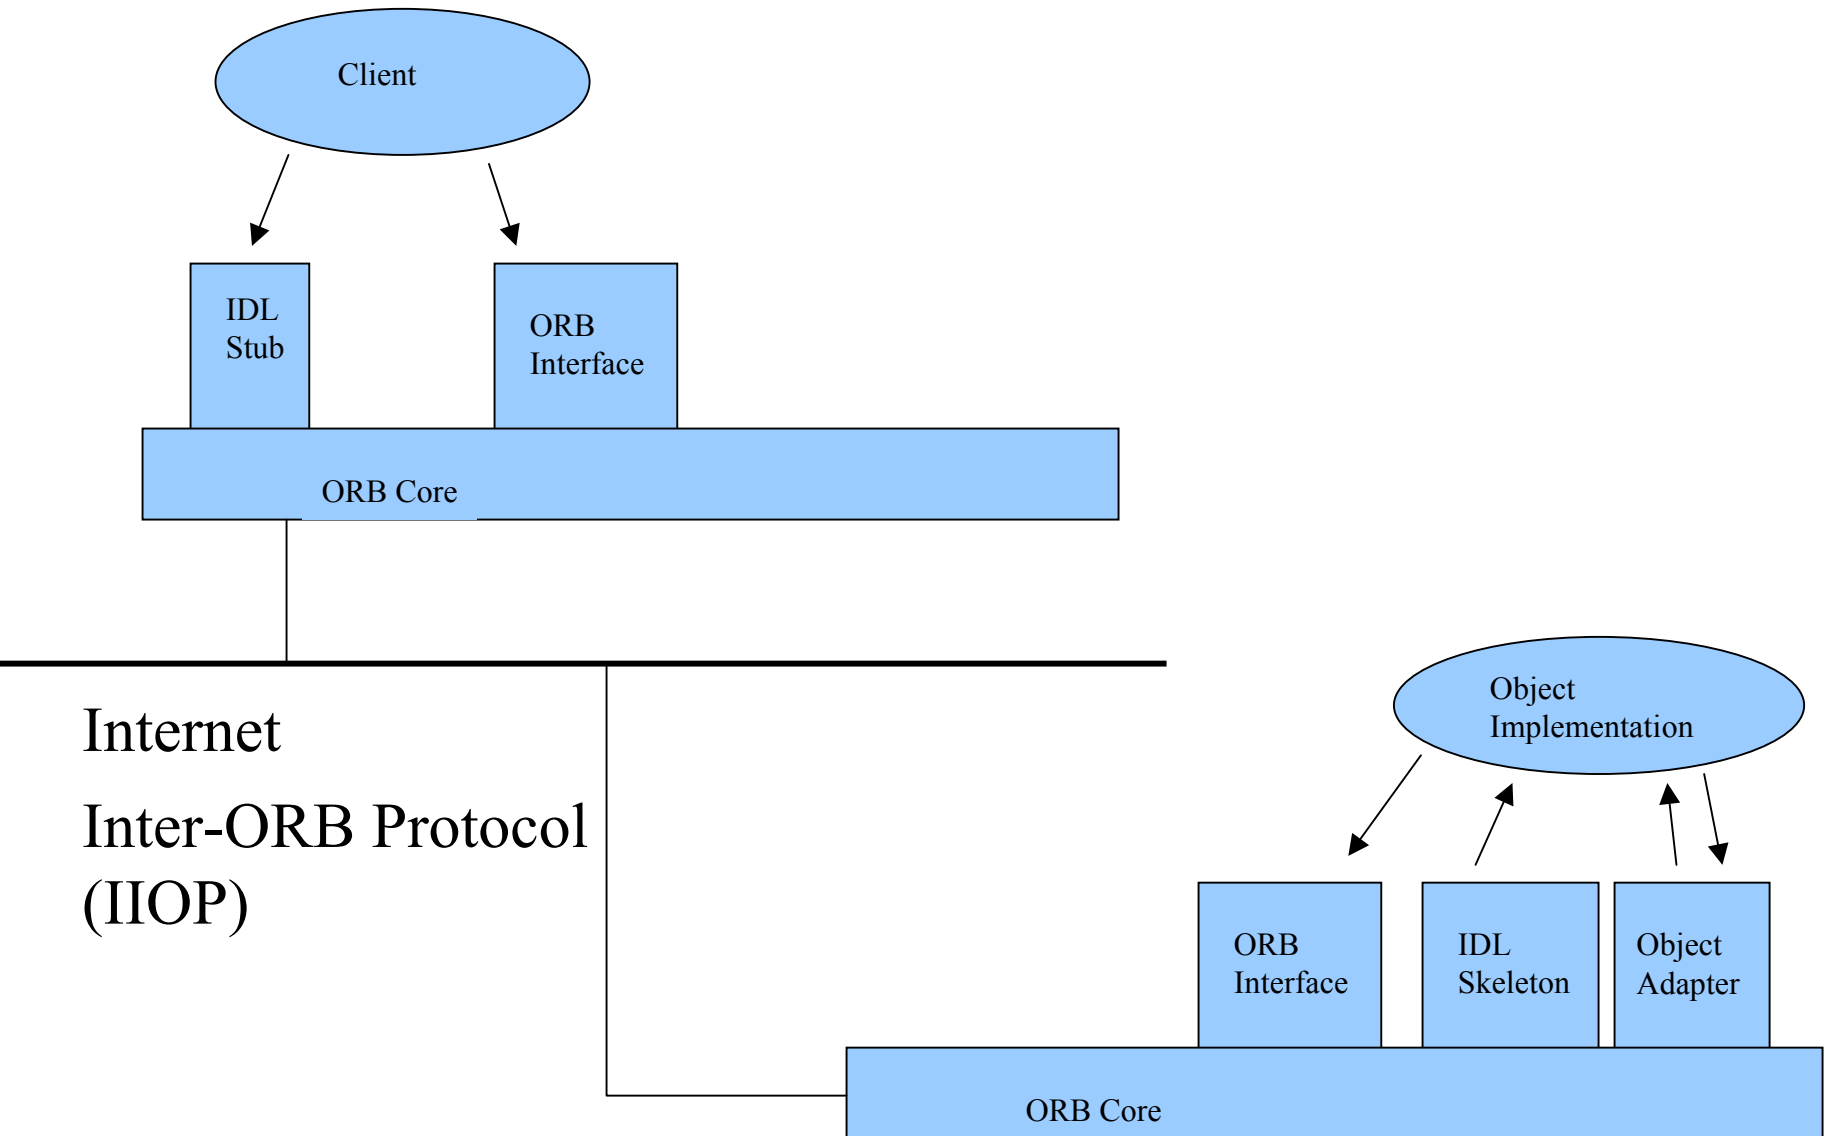 Client
IDL
Stub
ORB
Interface
ORB Core
Internet
Inter-ORB Protocol
(IIOP)
Object
Implementation
ORB
Interface
IDL
Skeleton
Object
Adapter
ORB Core